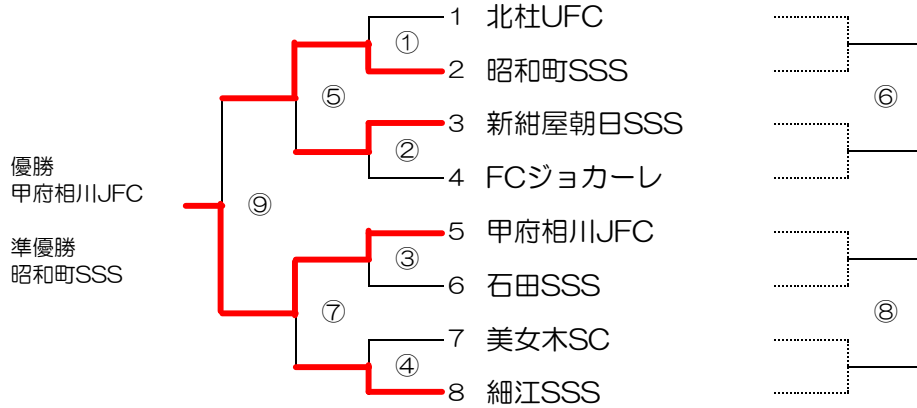 1 北杜UFC
①
2 昭和町SSS
⑤
⑥
3 新紺屋朝日SSS
②
4 FCジョカーレ
優勝
甲府相川JFC
⑨
準優勝
昭和町SSS
5 甲府相川JFC
③
6 石田SSS
⑦
⑧
7 美女木SC
④
8 細江SSS